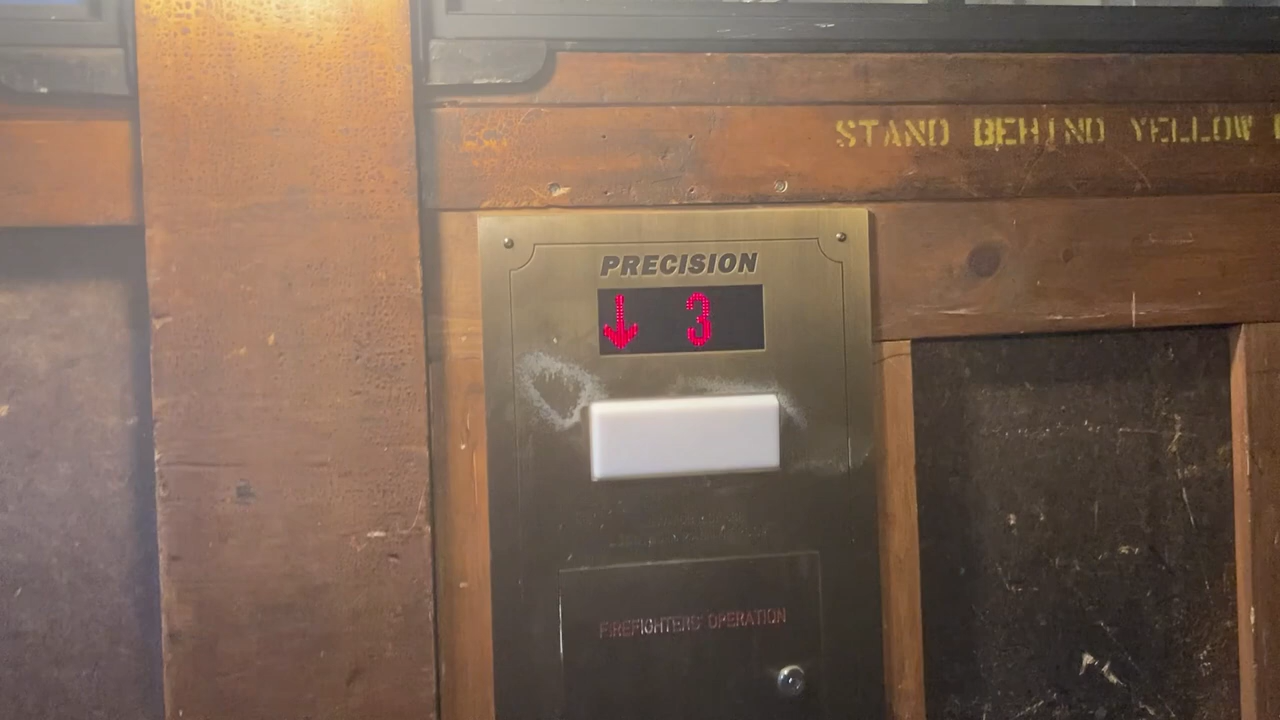 STAND BEHIND YELLOW
PRECISION
↓ 3
FIREFIGHTERS' OPERATION